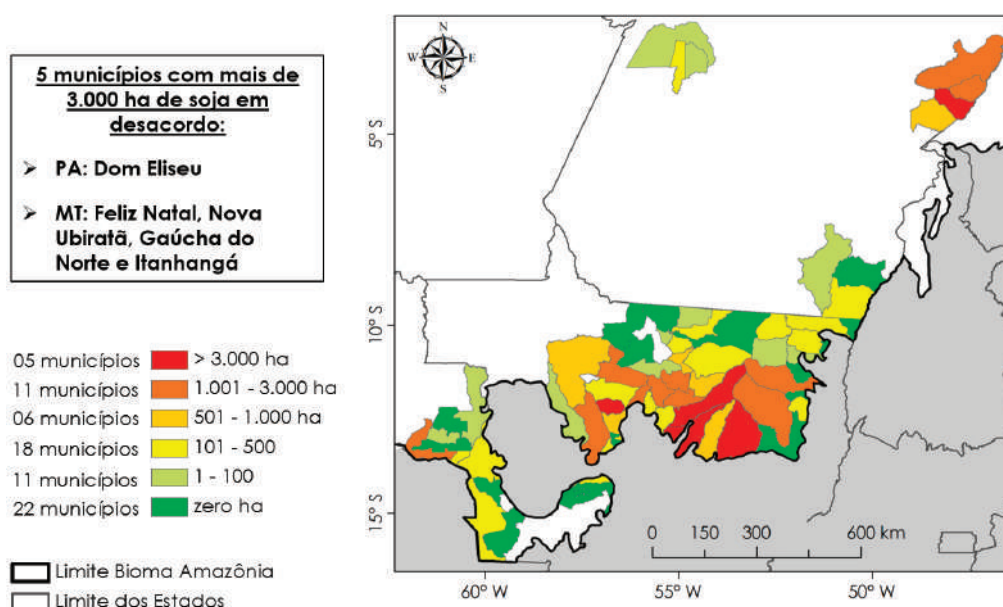 5 municípios com mais de
3.000 ha de soja em
desacordo:
➢ PA: Dom Eliseu
➢ MT: Feliz Natal, Nova
Ubiratã, Gaúcha do
Norte e Itanhangá
05 municípios > 3.000 ha
11 municípios 1.001 - 3.000 ha
06 municípios 501 - 1.000 ha
18 municípios 101 - 500
11 municípios 1 - 100
22 municípios zero ha
Limite Bioma Amazônia
Limite dos Estados
N
W E
S
5° S
10° S
15° S
0 150 300 600 km
60° W 55° W 50° W